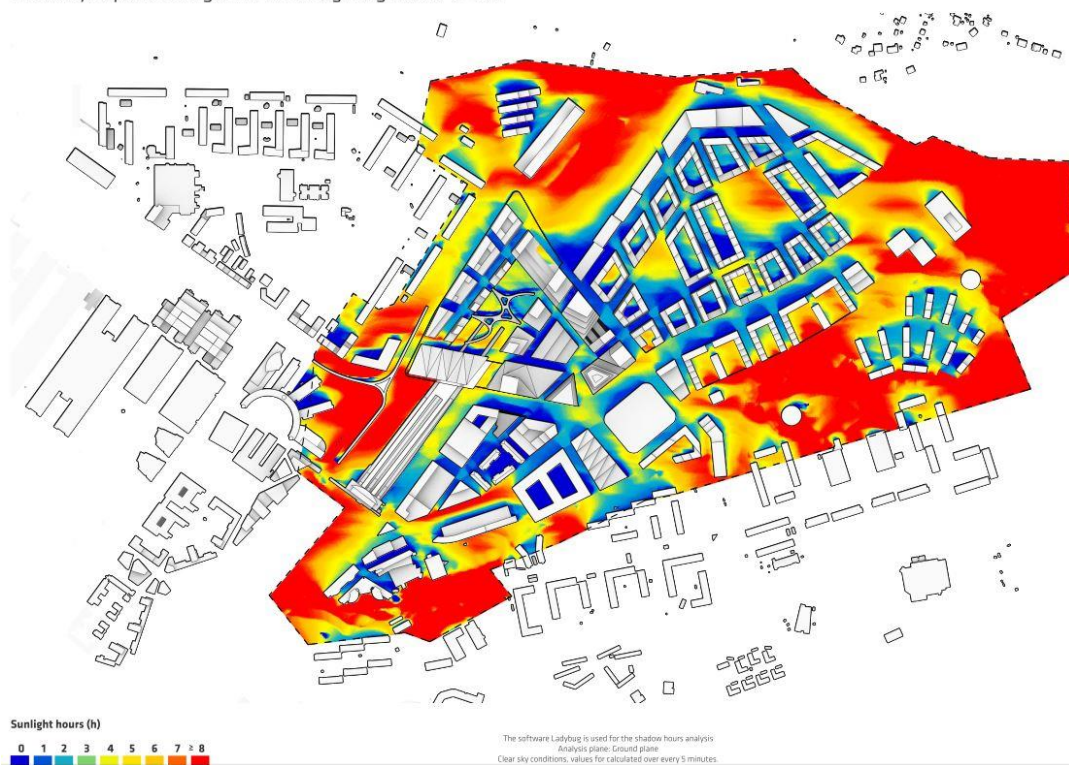 Sunlight hours (h)
0 1 2 3 4 5 6 7 ≥ 8
The software Ladybug is used for the shadow hours analysis
Analysis plane: Ground plane
Clear sky conditions, values for calculated over every 5 minutes